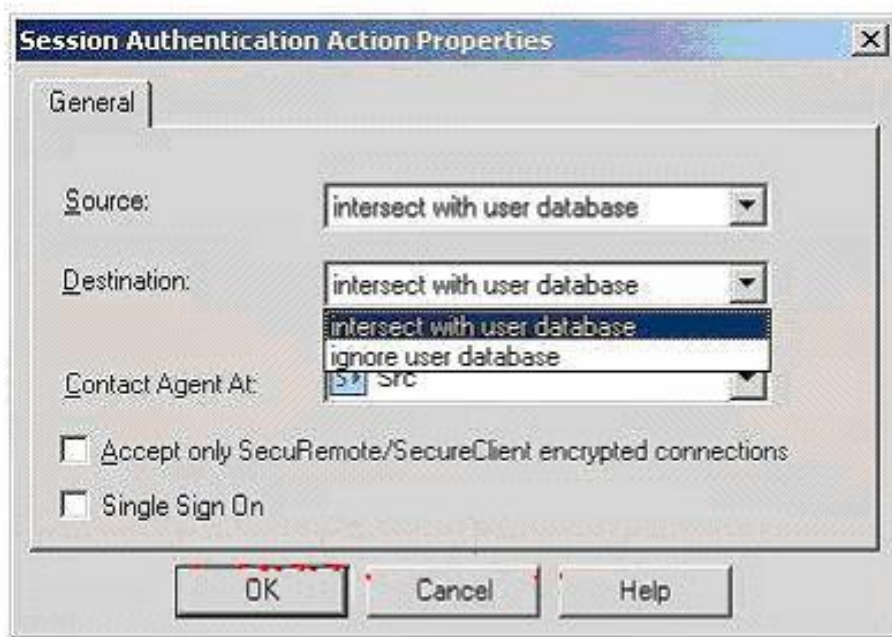 Session Authentication Action Properties
General
Source: intersect with user database
Destination: intersect with user database
intersect with user database
ignore user database
Contact Agent At: Src
Accept only SecuRemote/SecureClient encrypted connections
Single Sign On
OK Cancel Help